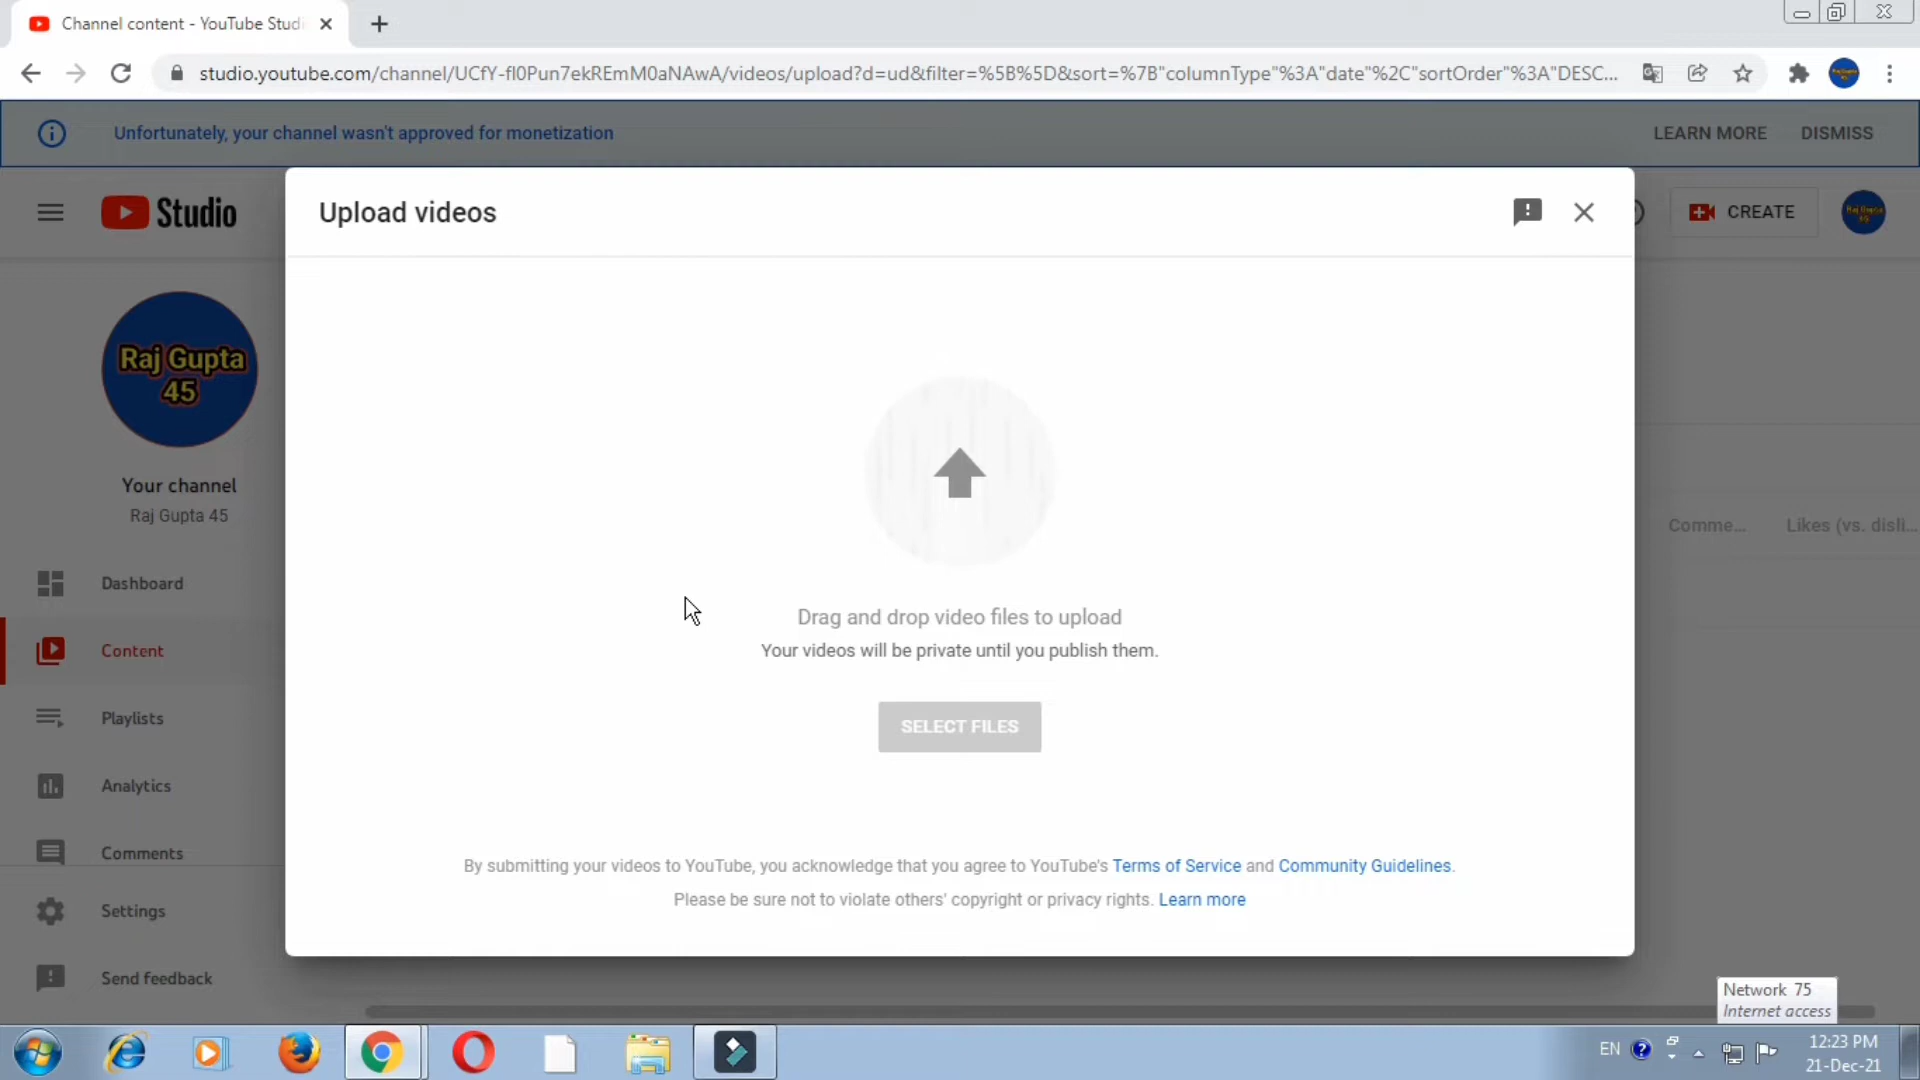 Channel content - YouTube Studi
studio.youtube.com/channel/UCfY-fI0Pun7ekREmM0aNAwA/videos/upload?d=ud&filter=%5B%5D&sort=%7B"columnType"%3A"date"%2C"sortOrder"%3A"DESC...
Unfortunately, your channel wasn't approved for monetization
LEARN MORE
DISMISS
Studio
Upload videos
CREATE
Raj Gupta
45
Your channel
Raj Gupta 45
Comme...
Likes (vs. disli...
Dashboard
Content
Playlists
Analytics
Comments
Settings
Send feedback
Drag and drop video files to upload
Your videos will be private until you publish them.
SELECT FILES
By submitting your videos to YouTube, you acknowledge that you agree to YouTube's Terms of Service and Community Guidelines.
Please be sure not to violate others' copyright or privacy rights. Learn more
Network 75
Internet access
EN
12:23 PM
21-Dec-21